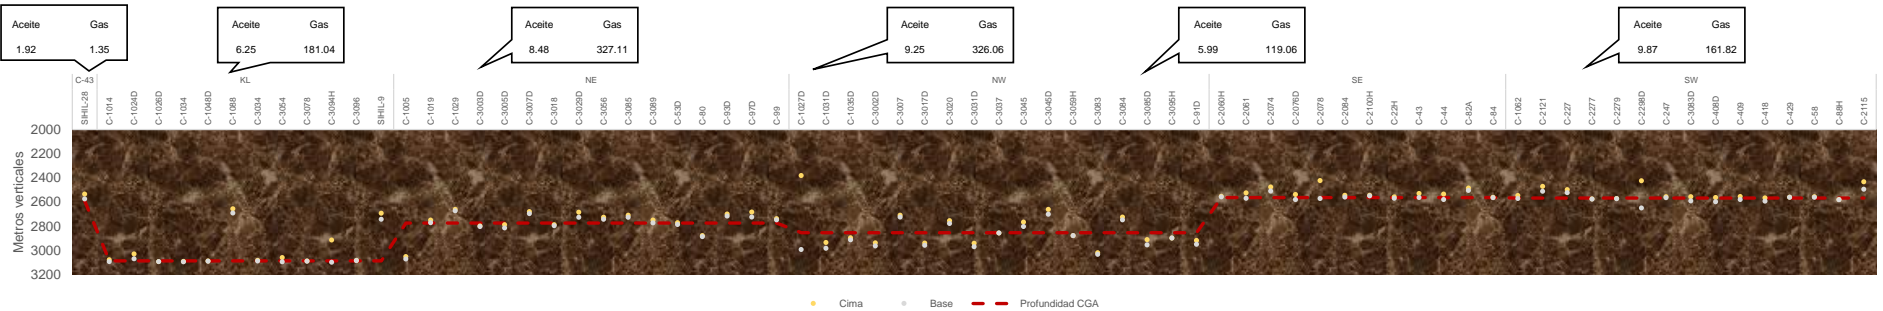 Aceite Gas
1.92 1.35
Aceite Gas
6.25 181.04
Aceite Gas
8.48 327.11
Aceite Gas
9.25 326.06
Aceite Gas
5.99 119.06
Aceite Gas
9.87 161.82
C-43 KL NE NW SE SW
SIHIL-28 C-1014 C-1024D C-1026D C-1034 C-1048D C-1088 C-3034 C-3054 C-3078 C-3094H C-3096 SIHIL-9 C-1005 C-1019 C-1029 C-3003D C-3005D C-3007D C-3018 C-3029D C-3056 C-3085 C-3089 C-53D C-80 C-93D C-97D C-99 C-1027D C-1031D C-1035D C-3002D C-3007 C-3017D C-3020 C-3031D C-3037 C-3045 C-3045D C-3059H C-3083 C-3084 C-3085D C-3095H C-91D C-2060H C-2061 C-2074 C-2076D C-2078 C-2084 C-2100H C-22H C-43 C-44 C-82A C-84 C-1062 C-2121 C-227 C-2277 C-2279 C-2298D C-247 C-3083D C-408D C-409 C-418 C-429 C-58 C-88H C-2115
Metros verticales
2000
2200
2400
2600
2800
3000
3200
Cima Base Profundidad CGA